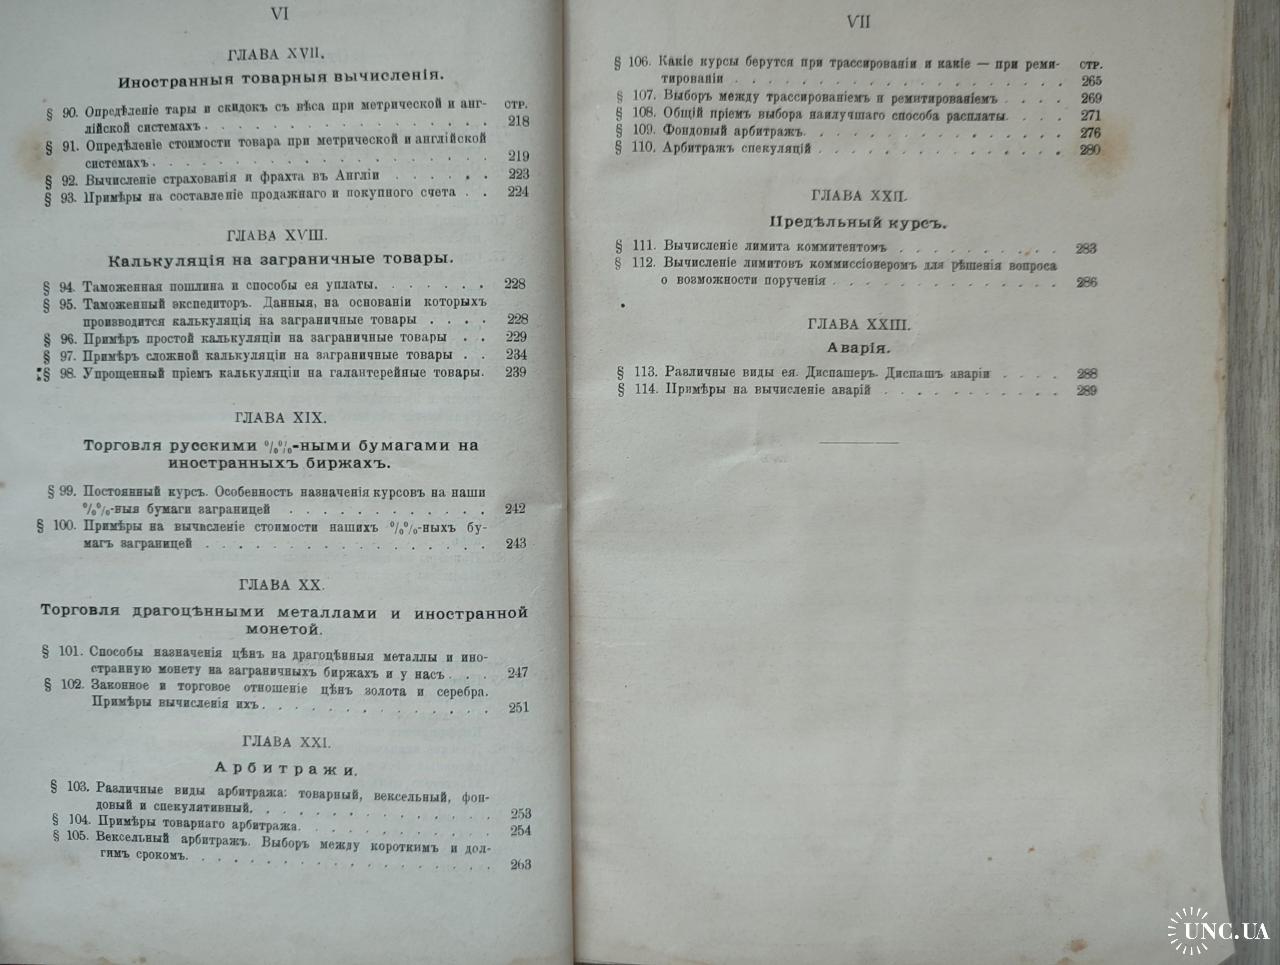 VI
ГЛАВА XVII.
Иностранныя товарныя вычисленія.
§ 90. Опредѣленіе тары и скидокъ съ вѣса при метрической и анг- стр.
лійской системахъ . . . . . . . . . . . . 218
§ 91. Опредѣленіе стоимости товара при метрической и англійской
системахъ . . . . . . . . . . . . . . 219
§ 92. Вычисленіе страхованія и фрахта въ Англіи . . . . . 223
§ 93. Примѣры на составленіе продажнаго и покупного счета . . 224
ГЛАВА XVIII.
Калькуляція на заграничные товары.
§ 94. Таможенная пошлина и способы ея уплаты. . . . . . 228
§ 95. Таможенный экспедиторъ. Данныя, на основаніи которыхъ
производится калькуляція на заграничные товары . . . . 228
§ 96. Примѣръ простой калькуляціи на заграничные товары . . 229
§ 97. Примѣръ сложной калькуляціи на заграничные товары . . 234
§ 98. Упрощенный пріемъ калькуляціи на галантерейные товары. 239
ГЛАВА XIX.
Торговля русскими %%-ными бумагами на
иностранныхъ биржахъ.
§ 99. Постоянный курсъ. Особенность назначенія курсовъ на наши
%%-ныя бумаги заграницей . . . . . . . . . . 242
§ 100. Примѣры на вычисленіе стоимости нашихъ %%-ныхъ бу-
магъ заграницей . . . . . . . . . . . . . 243
ГЛАВА XX.
Торговля драгоцѣнными металлами и иностранной
монетой.
§ 101. Способы назначенія цѣнъ на драгоцѣнныя металлы и ино-
странную монету на заграничныхъ биржахъ и у насъ . . . 247
§ 102. Законное и торговое отношеніе цѣнъ золота и серебра.
Примѣры вычисленія ихъ . . . . . . . . . . . 251
ГЛАВА XXI.
Арбитражи.
§ 103. Различные виды арбитража: товарный, вексельный, фон-
довый и спекулятивный. . . . . . . . . . . . 253
§ 104. Примѣры товарнаго арбитража. . . . . . . . . 254
§ 105. Вексельный арбитражъ. Выборъ между короткимъ и дол-
гимъ срокомъ. . . . . . . . . . . . . . 263
VII
§ 106. Какіе курсы берутся при трассированіи и какіе — при реми- стр.
тированіи . . . . . . . . . . . . . . 265
§ 107. Выборъ между трассированіемъ и ремитированіемъ . . . . 269
§ 108. Общій пріемъ выбора наилучшаго способа расплаты. . . . 271
§ 109. Фондовый арбитражъ. . . . . . . . . . . 276
§ 110. Арбитражъ спекуляцій . . . . . . . . . . . 280
ГЛАВА XXII.
Предѣльный курсъ.
§ 111. Вычисленіе лимита коммитентомъ . . . . . . . . 283
§ 112. Вычисленіе лимитовъ коммиссіонеромъ для рѣшенія вопроса
о возможности порученія . . . . . . . . . . . 286
ГЛАВА XXIII.
Аварія.
§ 113. Различные виды ея. Диспашеръ. Диспашъ аваріи . . . . 288
§ 114. Примѣры на вычисленіе аварій . . . . . . . . . 289
UNC.UA